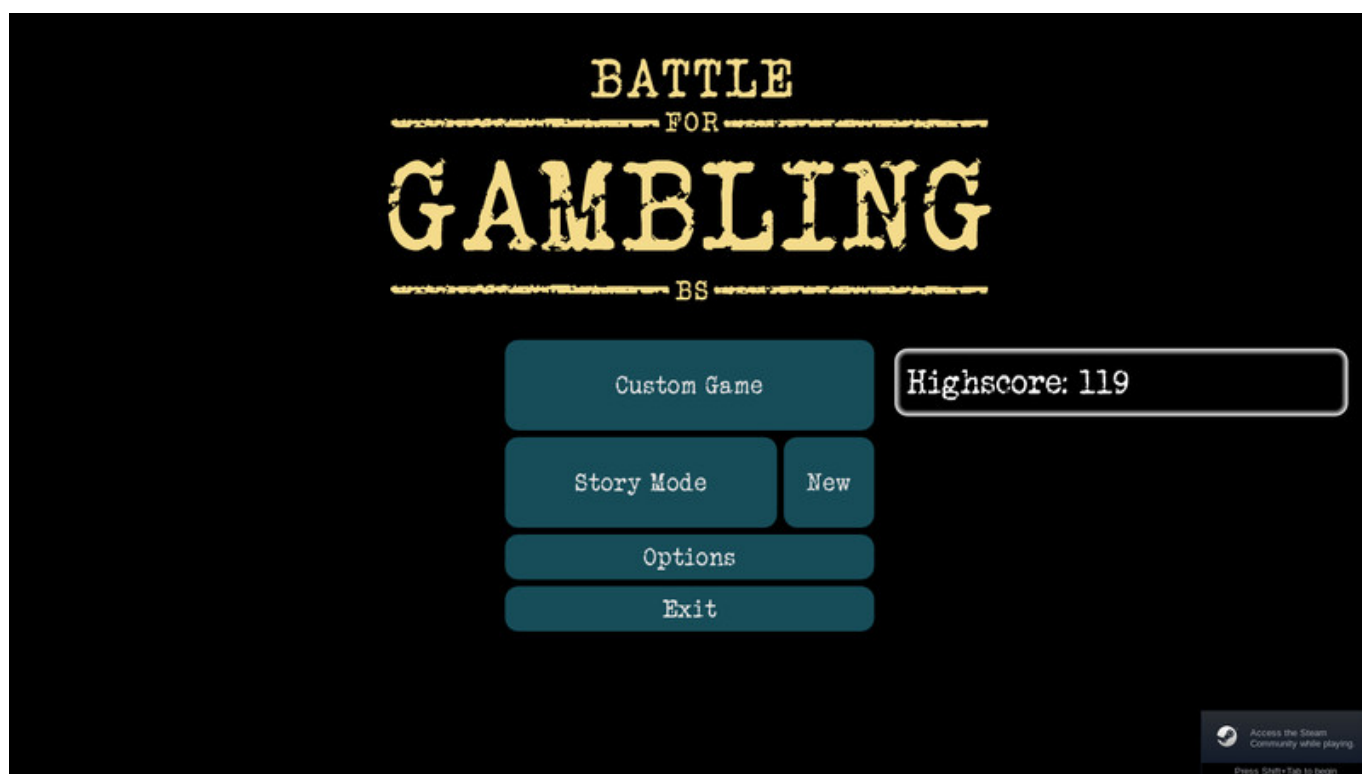 BATTLE
FOR
GAMBLING
BS
Custom Game
Highscore: 119
Story Mode
New
Options
Exit
Access the Steam
Community while playing.
Press Shift+Tab to begin